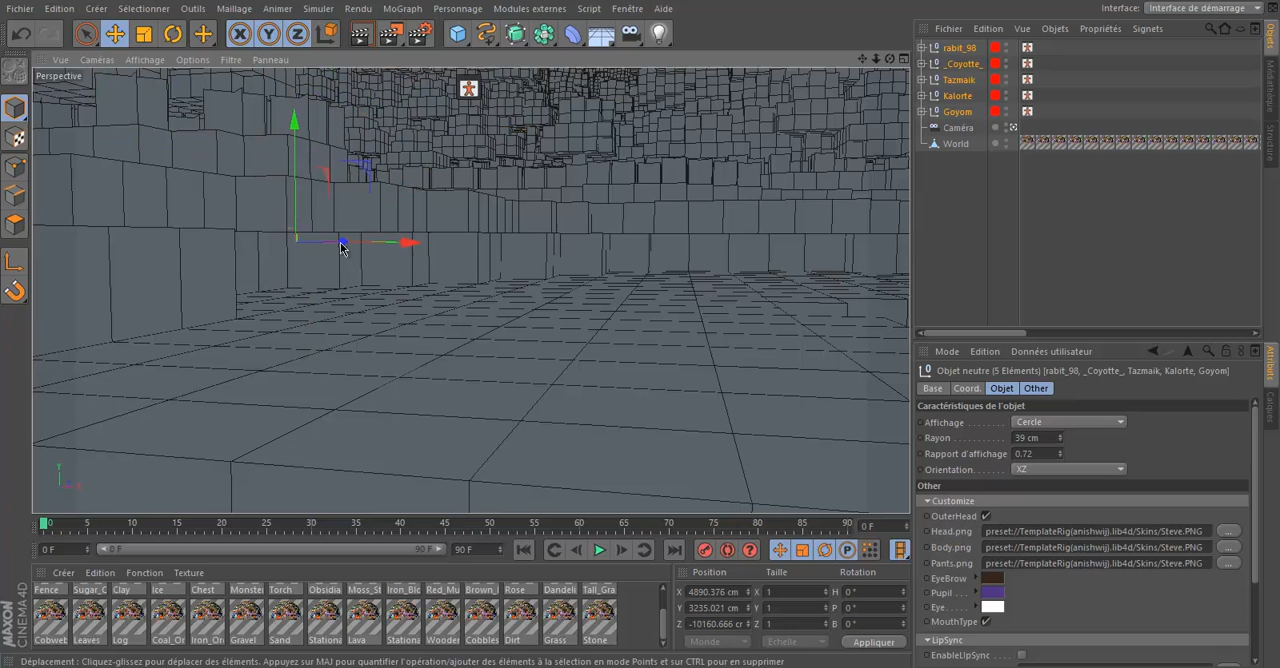 Fichier Edition Créer Sélectionner Outils Maillage Animer Simuler Rendu MoGraph Personnage Modules externes Script Fenêtre Aide
Interface: Interface de démarrage
Vue Caméras Affichage Options Filtre Panneau
Perspective
Fichier Edition Affichage Objets Propriétés Signets
rabit_98
_Coyotte_
Tazmaik
Kalorte
Goyom
Caméra
World
Objets
Médiathèque
Structure
Mode Edition Données utilisateur
Objet neutre (5 Eléments) [rabit_98, _Coyotte_, Tazmaik, Kalorte, Goyom]
Base Coord. Objet Other
Caractéristiques de l'objet
Affichage Cercle
Rayon 39 cm
Rapport d'affichage 0.72
Orientation XZ
Other
Customize
OuterHead
Head.png preset://TemplateRig(anishwij).lib4d/Skins/Steve.PNG
Body.png preset://TemplateRig(anishwij).lib4d/Skins/Steve.PNG
Pants.png preset://TemplateRig(anishwij).lib4d/Skins/Steve.PNG
EyeBrow
Pupil
Eye
MouthType
LipSync
EnableLipSync
Attributs
Calques
Y
0 5 10 15 20 25 30 35 40 45 50 55 60 65 70 75 80 85 90 0 F
0 F 0 F 90 F 90 F
Créer Edition Fonction Texture
Fence Sugar_C Clay Ice Chest Monster Torch Obsidia Moss_St Iron_Blo Red_Mu Brown_ Rose Dandeli Tall_Gra
Cobweb Leaves Log Coal_Or Iron_Or Gravel Sand Stationa Lava Stationa Wooder Cobbles Dirt Grass Stone
Position Taille Rotation
X 4890.376 cm X 1 H 0 °
Y 3235.021 cm Y 1 P 0 °
Z -10160.666 cr Z 1 B 0 °
Monde Echelle Appliquer
MAXON
CINEMA 4D
Déplacement : Cliquez-glissez pour déplacer des éléments. Appuyez sur MAJ pour quantifier l'opération/ajouter des éléments à la sélection en mode Points et sur CTRL pour en supprimer